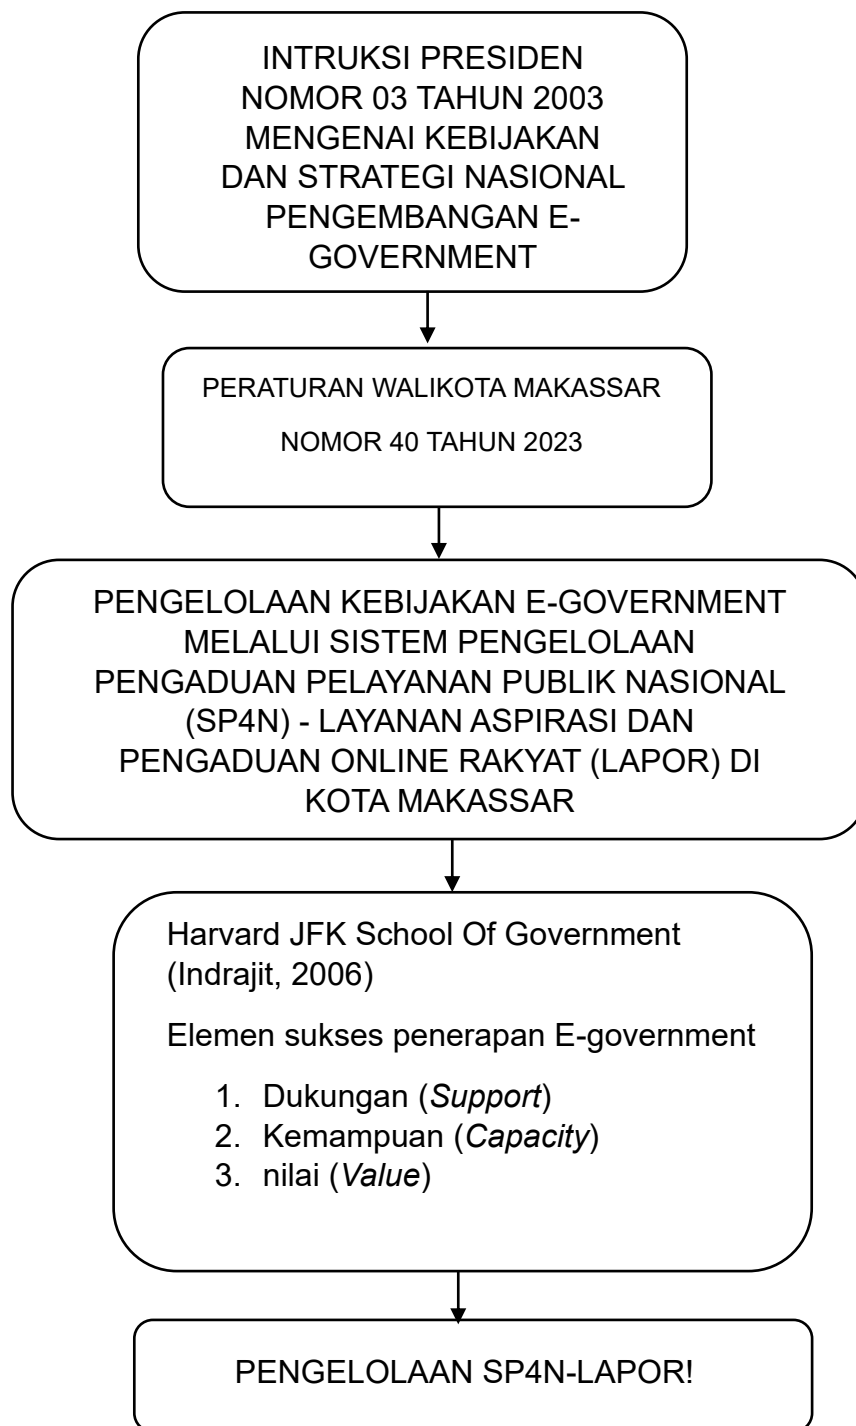 INTRUKSI PRESIDEN
NOMOR 03 TAHUN 2003
MENGENAI KEBIJAKAN
DAN STRATEGI NASIONAL
PENGEMBANGAN E-
GOVERNMENT
PERATURAN WALIKOTA MAKASSAR
NOMOR 40 TAHUN 2023
PENGELOLAAN KEBIJAKAN E-GOVERNMENT
MELALUI SISTEM PENGELOLAAN
PENGADUAN PELAYANAN PUBLIK NASIONAL
(SP4N) - LAYANAN ASPIRASI DAN
PENGADUAN ONLINE RAKYAT (LAPOR) DI
KOTA MAKASSAR
Harvard JFK School Of Government
(Indrajit, 2006)
Elemen sukses penerapan E-government
1. Dukungan (Support)
2. Kemampuan (Capacity)
3. nilai (Value)
PENGELOLAAN SP4N-LAPOR!